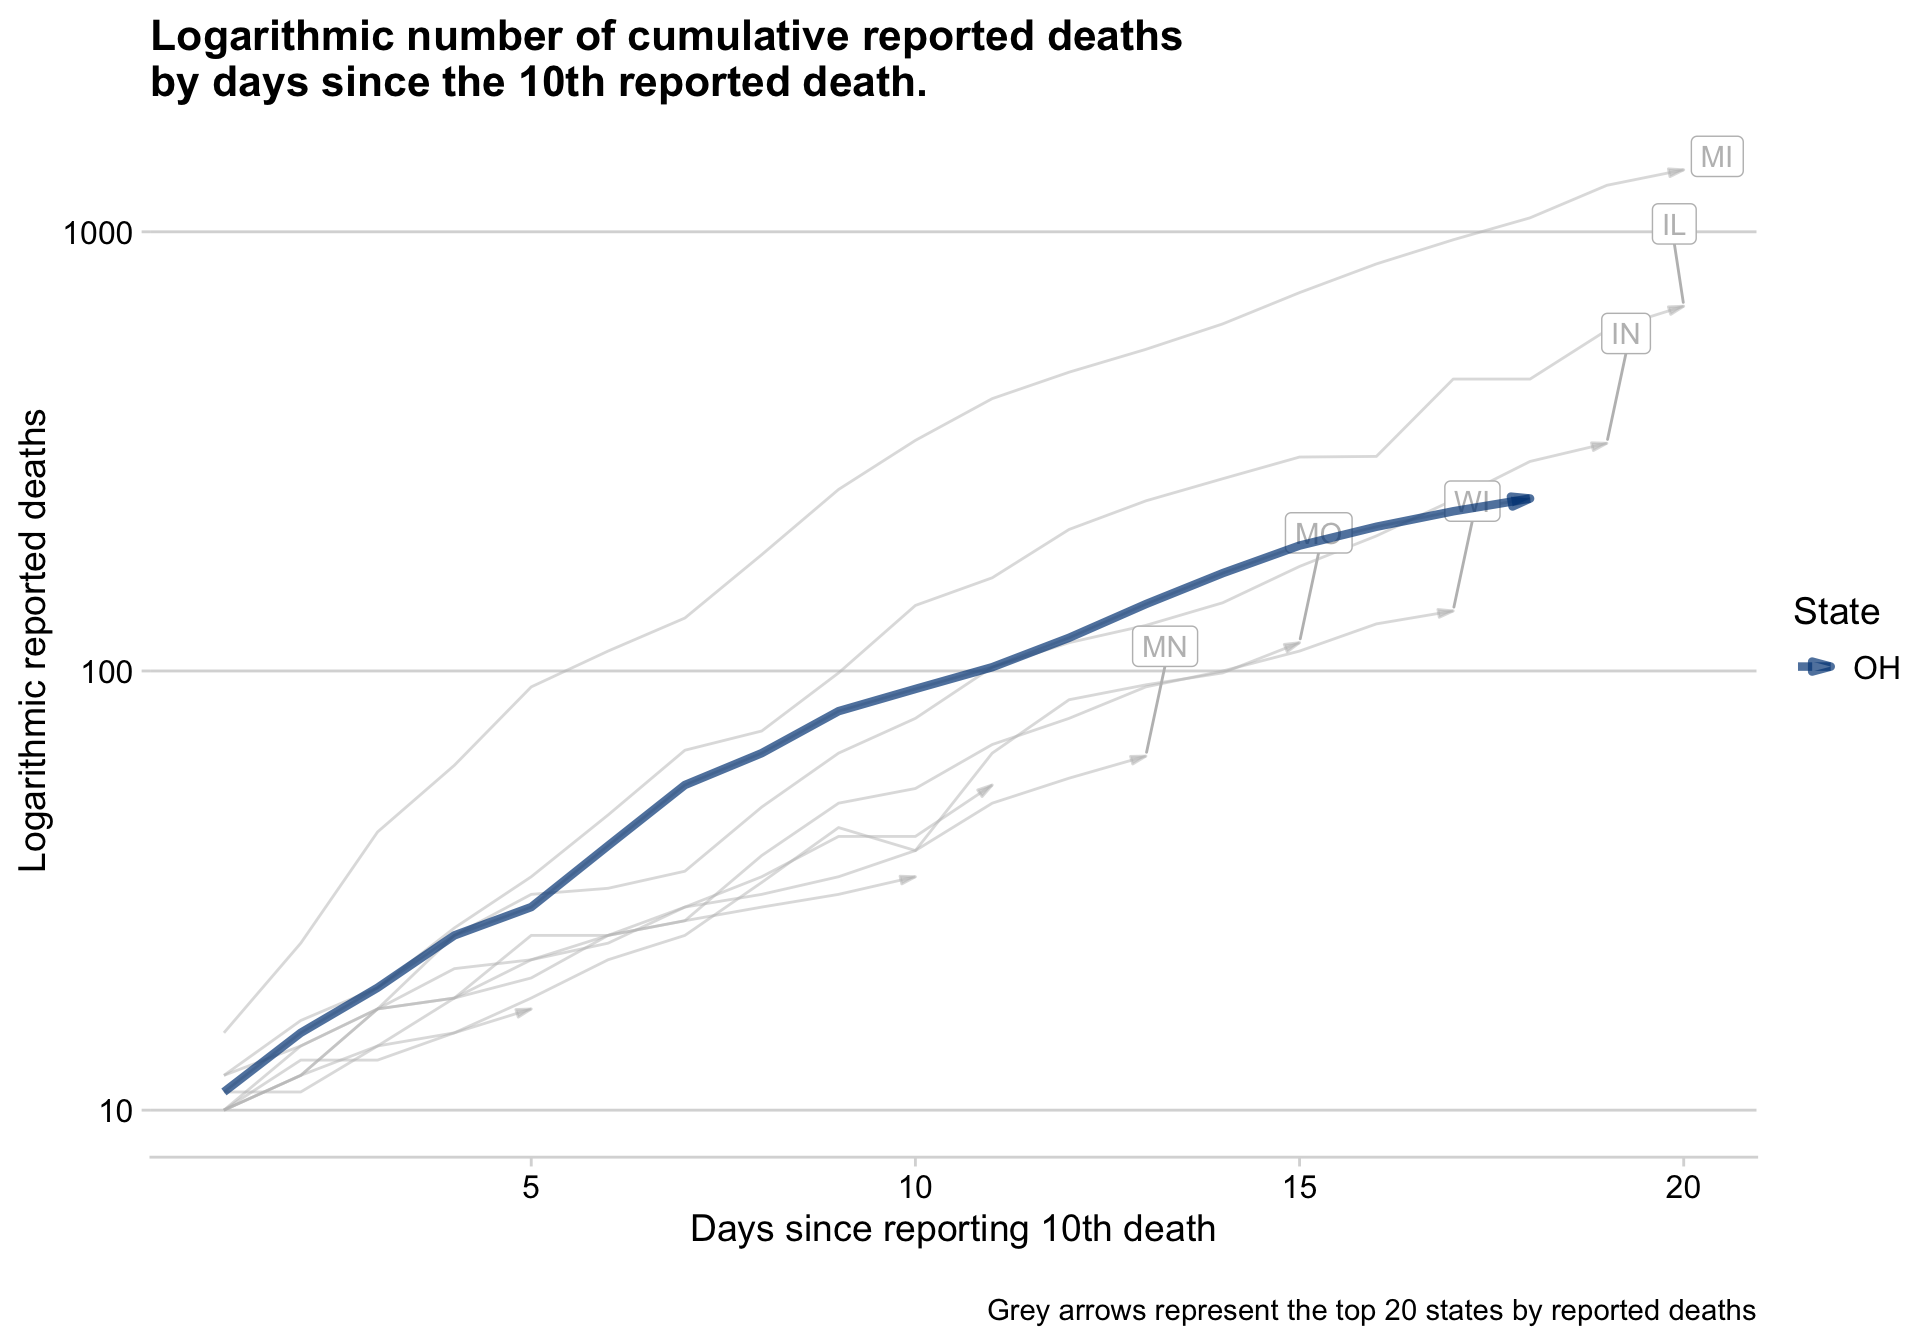 Logarithmic number of cumulative reported deaths
by days since the 10th reported death.
MI
IL
IN
WI
MO
MN
1000
100
10
Logarithmic reported deaths
5
10
15
20
Days since reporting 10th death
State
OH
Grey arrows represent the top 20 states by reported deaths